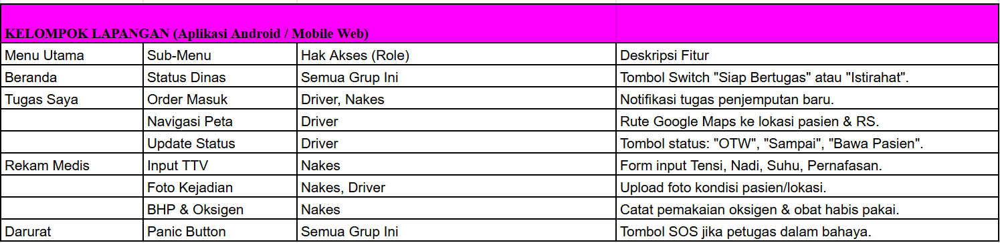 KELOMPOK LAPANGAN (Aplikasi Android / Mobile Web)
Menu Utama Sub-Menu Hak Akses (Role) Deskripsi Fitur
Beranda Status Dinas Semua Grup Ini Tombol Switch "Siap Bertugas" atau "Istirahat".
Tugas Saya Order Masuk Driver, Nakes Notifikasi tugas penjemputan baru.
Navigasi Peta Driver Rute Google Maps ke lokasi pasien & RS.
Update Status Driver Tombol status: "OTW", "Sampai", "Bawa Pasien".
Rekam Medis Input TTV Nakes Form input Tensi, Nadi, Suhu, Pernafasan.
Foto Kejadian Nakes, Driver Upload foto kondisi pasien/lokasi.
BHP & Oksigen Nakes Catat pemakaian oksigen & obat habis pakai.
Darurat Panic Button Semua Grup Ini Tombol SOS jika petugas dalam bahaya.